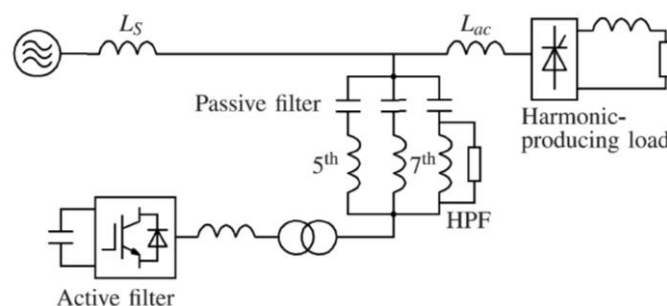 L_S
L_ac
Passive filter
Harmonic-
producing load
5th
7th
HPF
Active filter